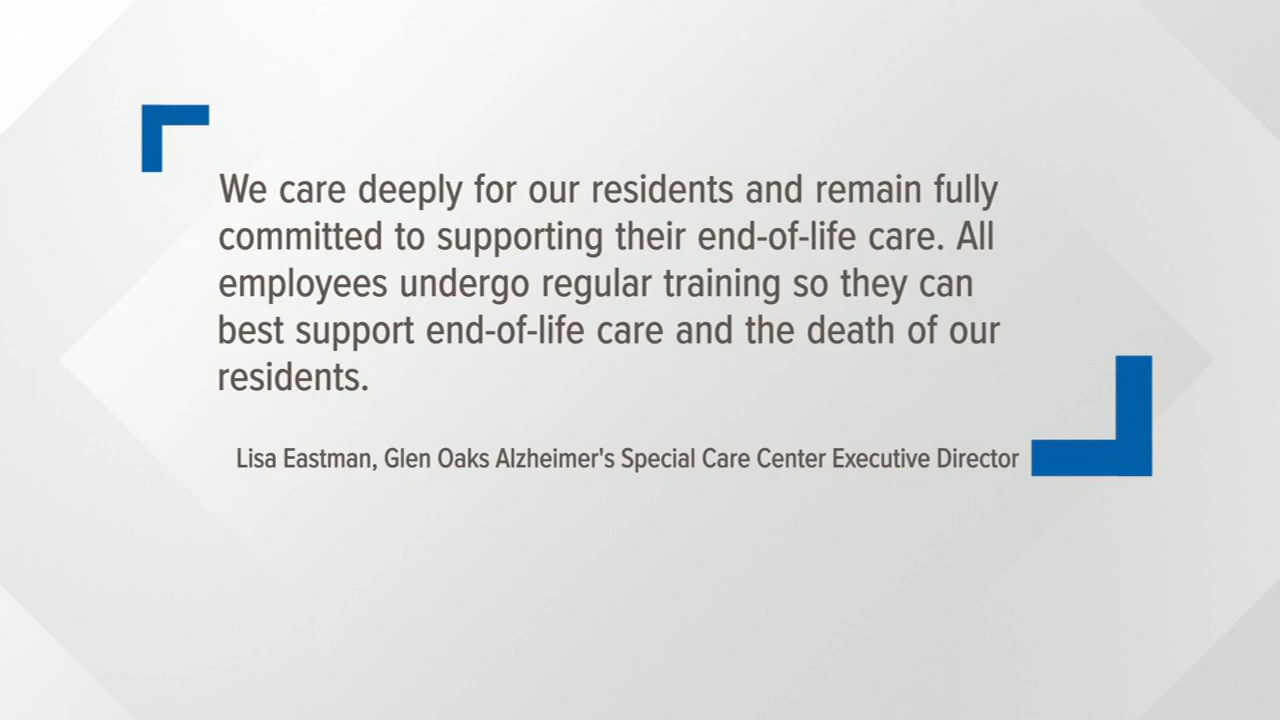 We care deeply for our residents and remain fully
committed to supporting their end-of-life care. All
employees undergo regular training so they can
best support end-of-life care and the death of our
residents.
Lisa Eastman, Glen Oaks Alzheimer's Special Care Center Executive Director